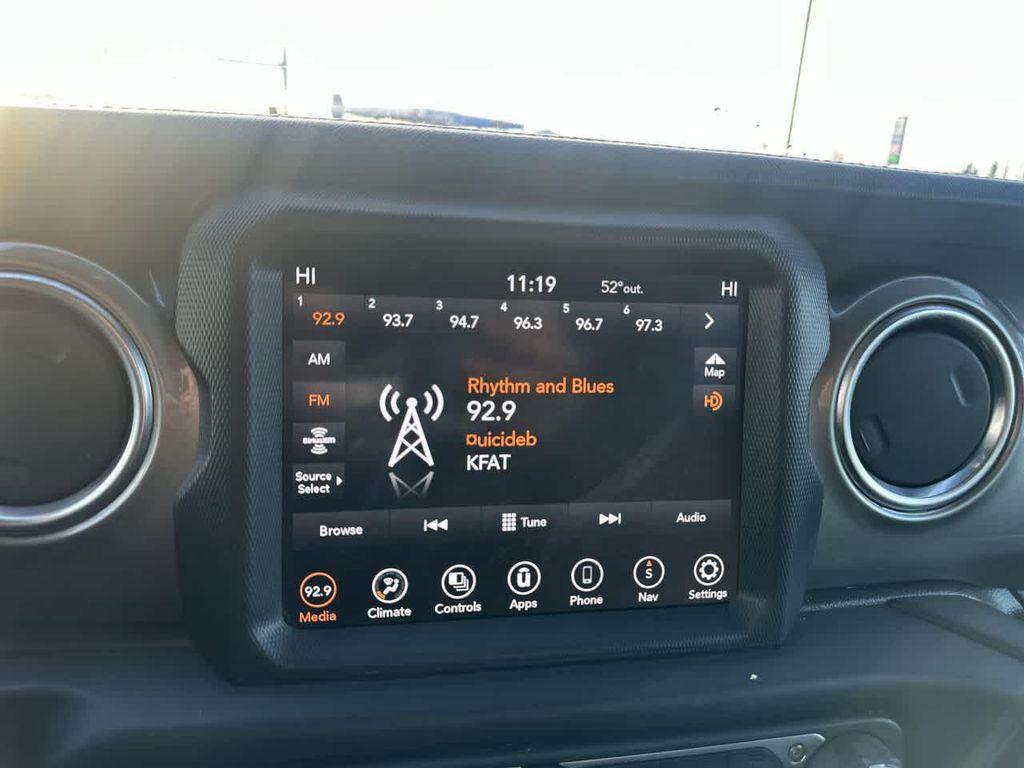 HI 11:19 52°out. HI
1 2 3 4 5 6
92.9 93.7 94.7 96.3 96.7 97.3
AM
FM
SiriusXM
Source
Select
Rhythm and Blues
92.9
¤uicideb
KFAT
Map
HD
Browse Tune Audio
92.9 S
Media Climate Controls Apps Phone Nav Settings